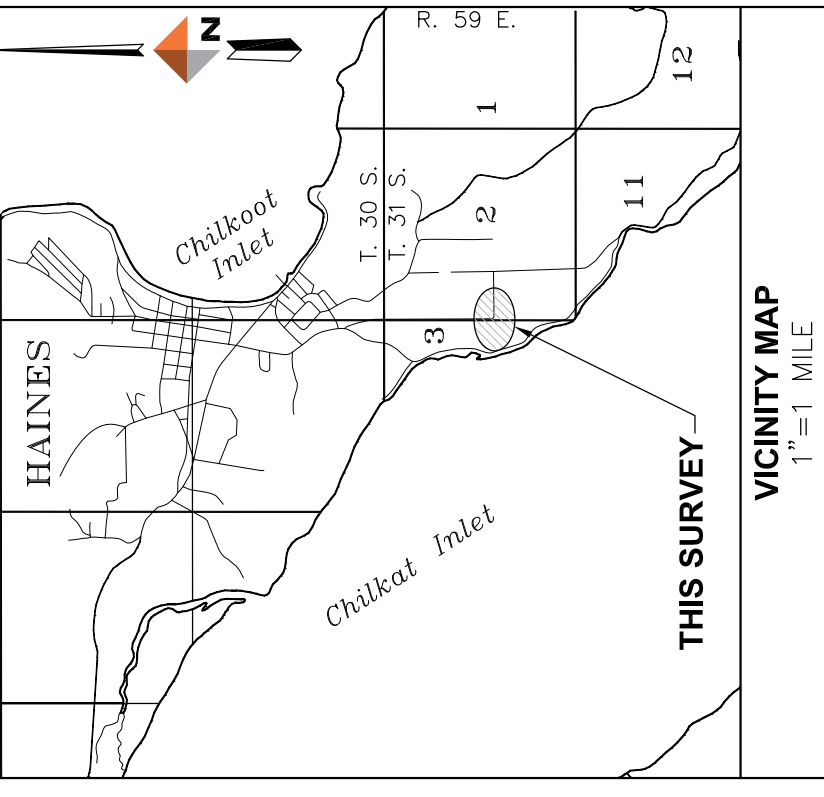 R. 59 E.
N
12
1
Chilkoot
Inlet
T. 30 S.
T. 31 S.
2
11
3
HAINES
THIS SURVEY
Chilkat Inlet
VICINITY MAP
1"=1 MILE